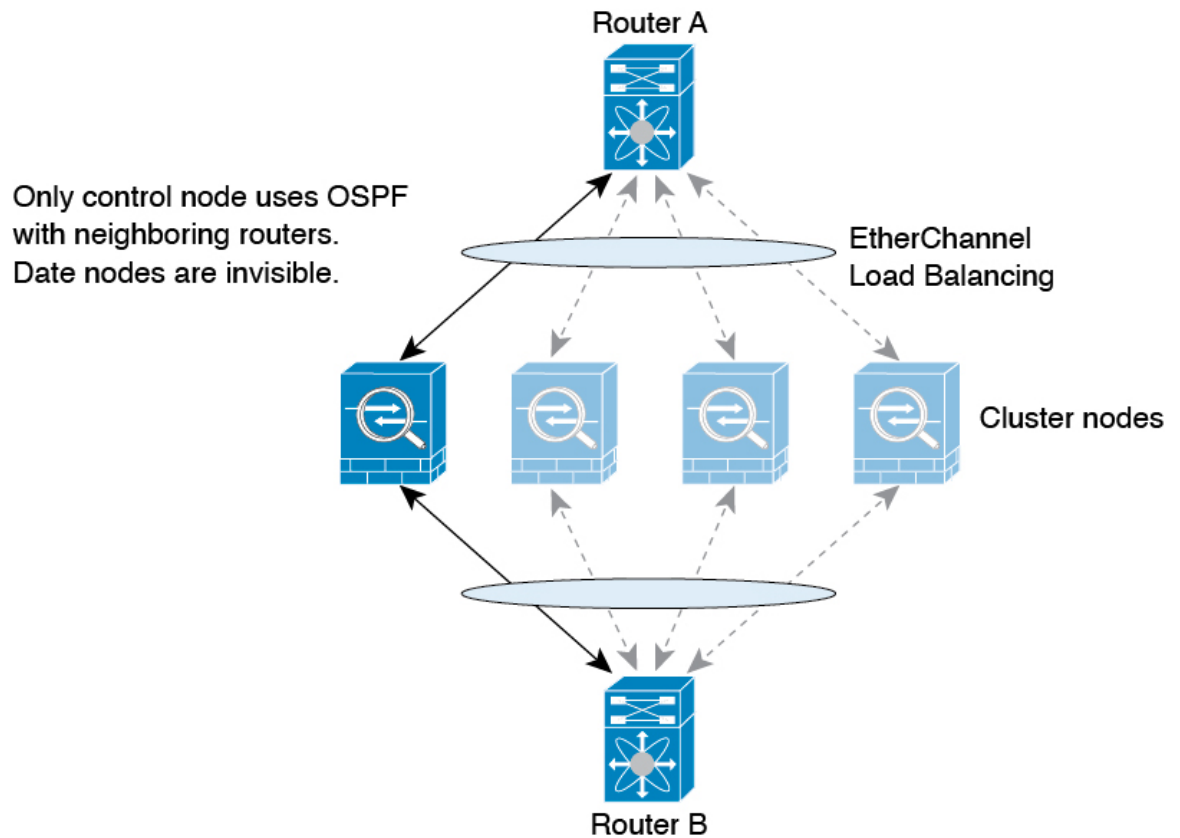 Router A
Only control node uses OSPF
with neighboring routers.
Date nodes are invisible.
EtherChannel
Load Balancing
Cluster nodes
Router B